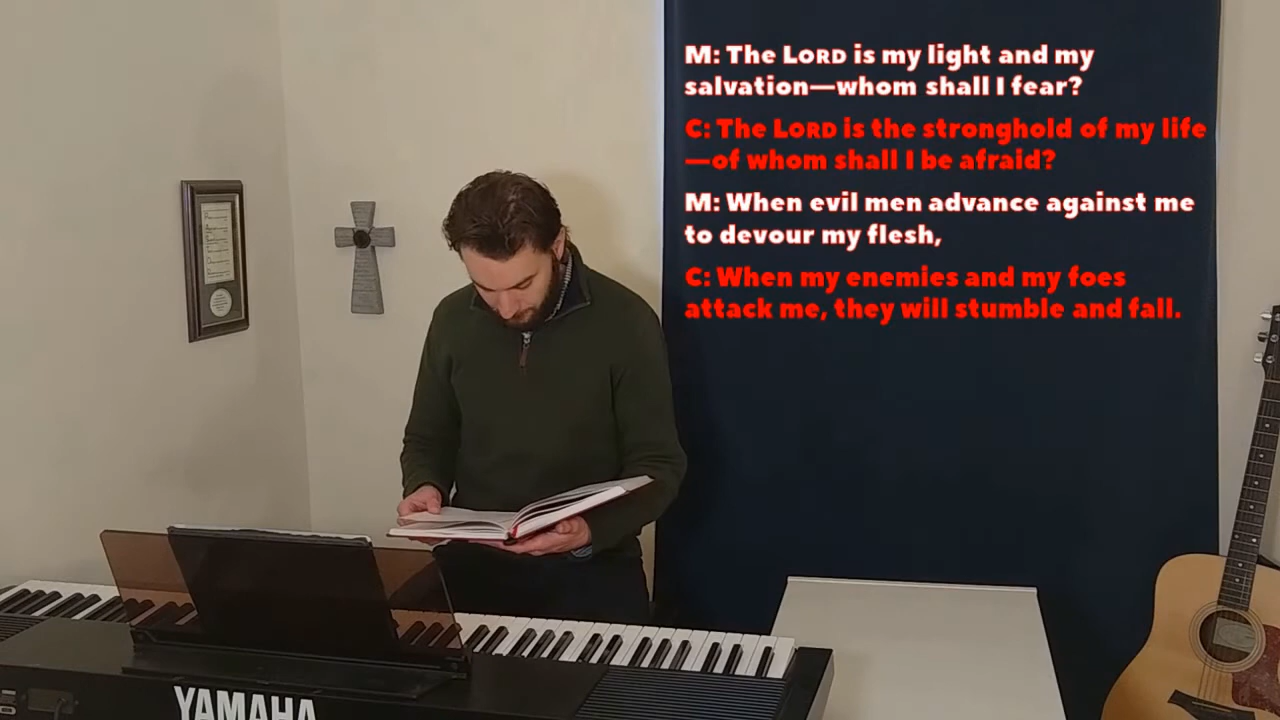 M: The LORD is my light and my
salvation—whom shall I fear?
C: The LORD is the stronghold of my life
—of whom shall I be afraid?
M: When evil men advance against me
to devour my flesh,
C: When my enemies and my foes
attack me, they will stumble and fall.
YAMAHA